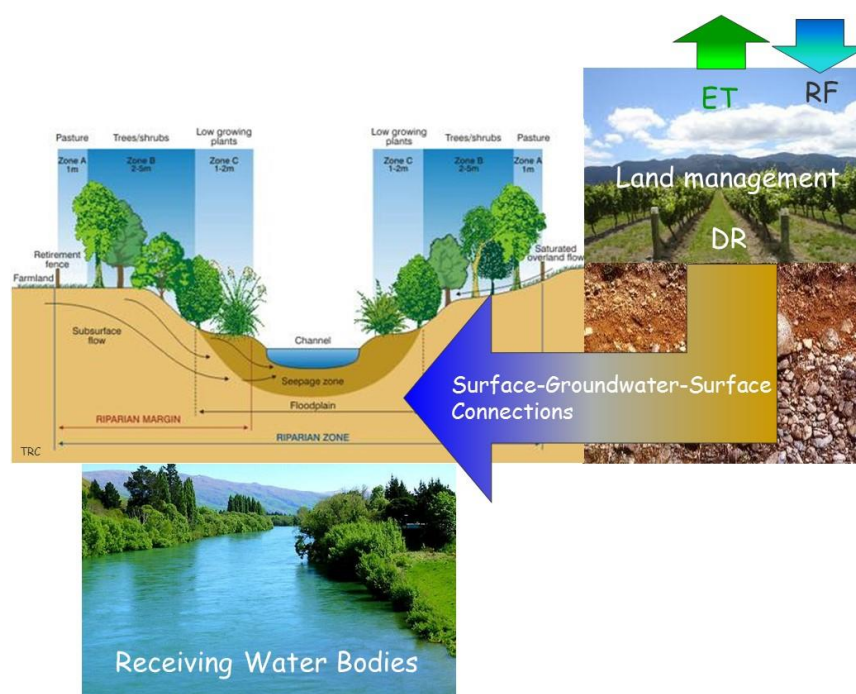 ET
RF
Pasture
Trees/shrubs
Low growing
plants
Low growing
plants
Trees/shrubs
Pasture
Zone A
1m
Zone B
2-5m
Zone C
1-2m
Zone C
1-2m
Zone B
2-5m
Zone A
1m
Land management
DR
Retirement
fence
Farmland
Saturated
overland flow
Subsurface
flow
Channel
Seepage zone
Floodplain
RIPARIAN MARGIN
RIPARIAN ZONE
TRC
Surface-Groundwater-Surface
Connections
Receiving Water Bodies